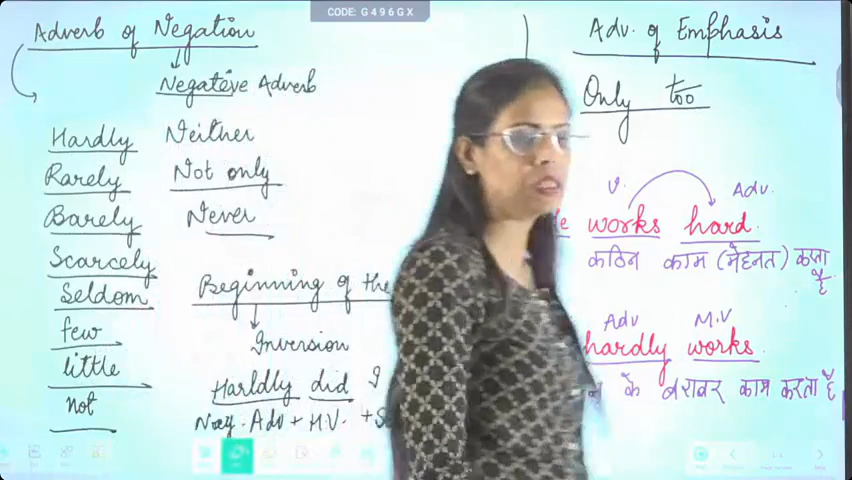 CODE: G496GX
Adverb of Negation
Negateve Adverb
Hardly Neither
Rarely Not only
Barely Never
Scarcely
Seldom
few
little
not
Beginning of the
Inversion
Harldly did I
Neg. Adv + H.V. +
Adv. of Emphasis
Only too
V. Adv.
works hard.
कठिन काम (मेहनत) करता है
Adv M.V
hardly works.
के बराबर काम करता है